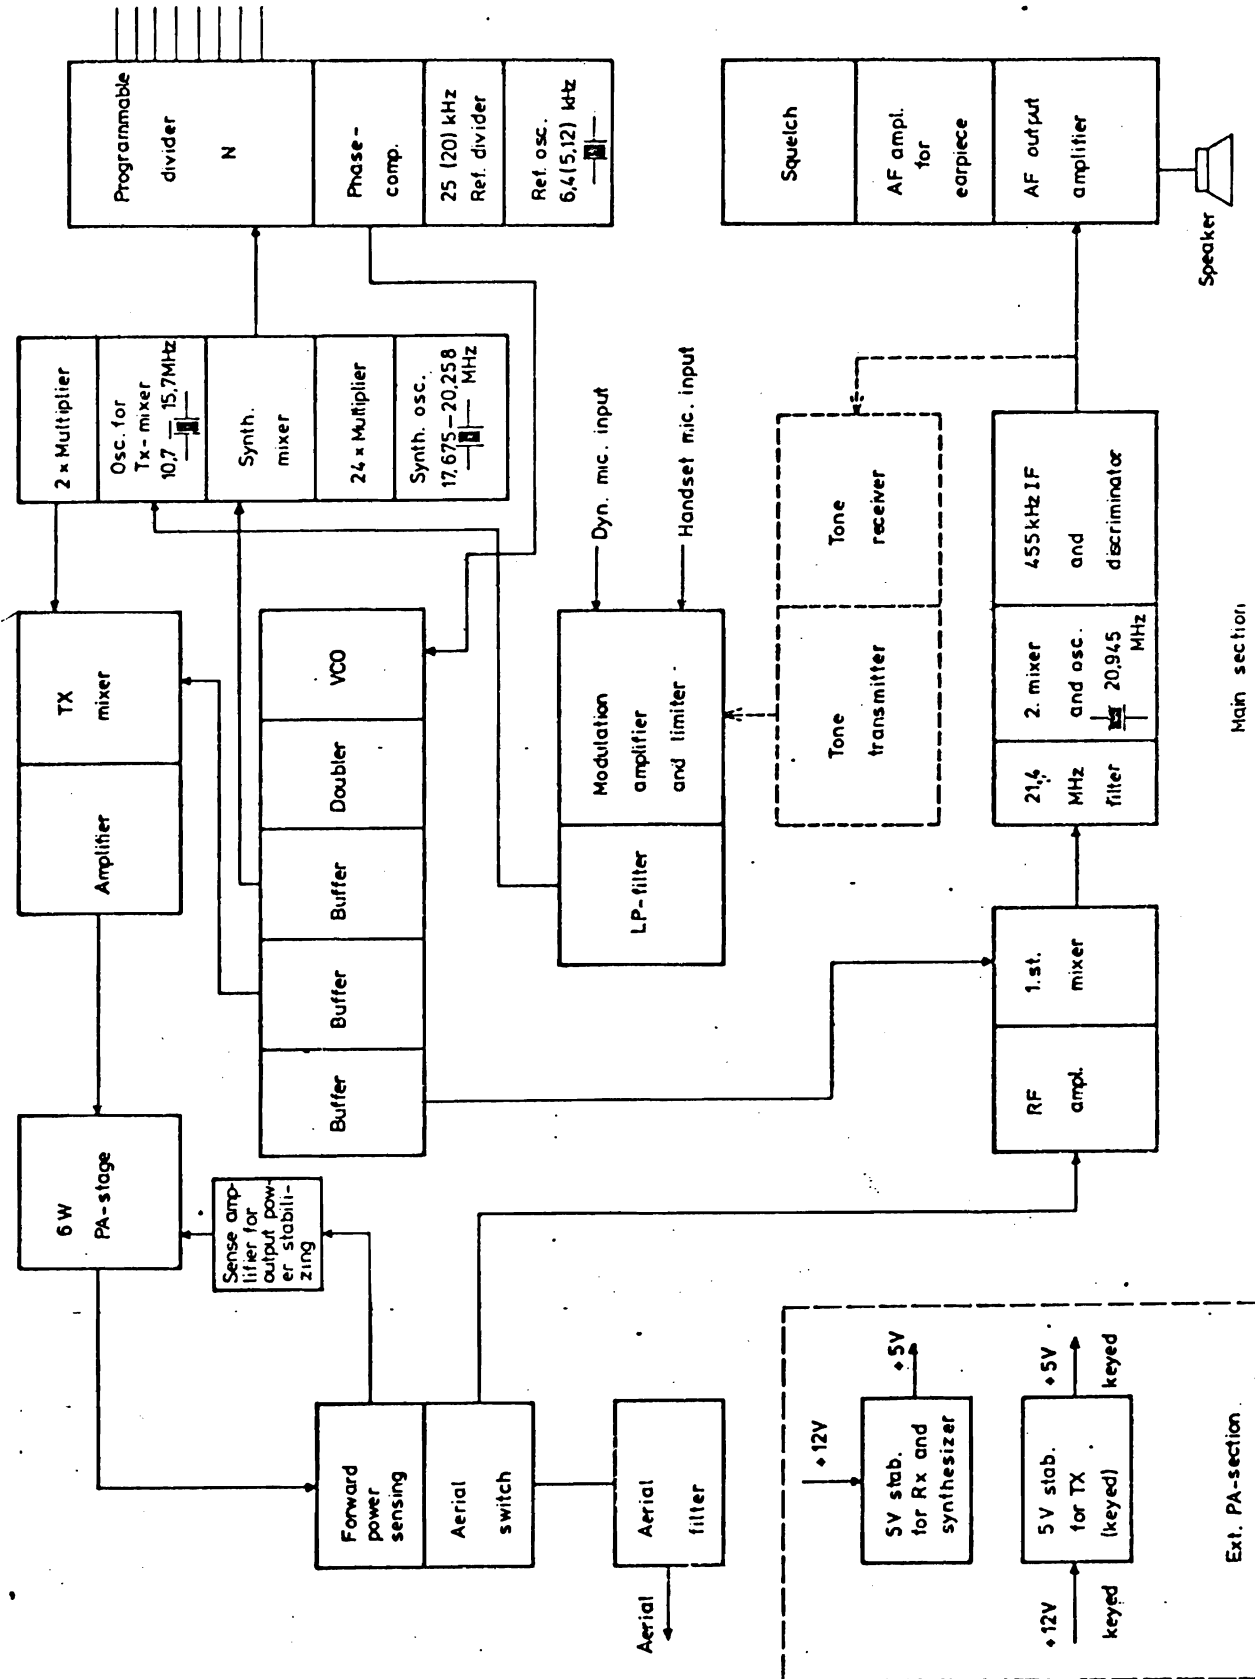 6 W
PA-stage
Amplifier
TX
mixer
2 x Multiplier
Osc. for
Tx-mixer
10,7 – 15,7MHz
Synth.
mixer
24 x Multiplier
Synth. osc.
17,675–20,258
MHz
Programmable
divider
N
Phase-
comp.
25 (20) kHz
Ref. divider
Ref. osc.
6,4(5,12) kHz
Sense amp-
lifier for
output pow-
er stabili-
zing
Buffer
Buffer
Buffer
Doubler
VCO
Forward
power
sensing
Aerial
switch
Aerial
filter
Aerial
LP-filter
Modulation
amplifier
and limiter
Dyn. mic. input
Handset mic. input
Tone
transmitter
Tone
receiver
Squelch
AF ampl.
for
earpiece
AF output
amplifier
Speaker
RF
ampl.
1.st.
mixer
21,4
MHz
filter
2. mixer
and osc.
20,945
MHz
455kHz IF
and
discriminator
+12V
5V stab.
for Rx and
synthesizer
+5V
+12V
keyed
5V stab.
for TX
(keyed)
+5V
keyed
Ext. PA-section
Main section